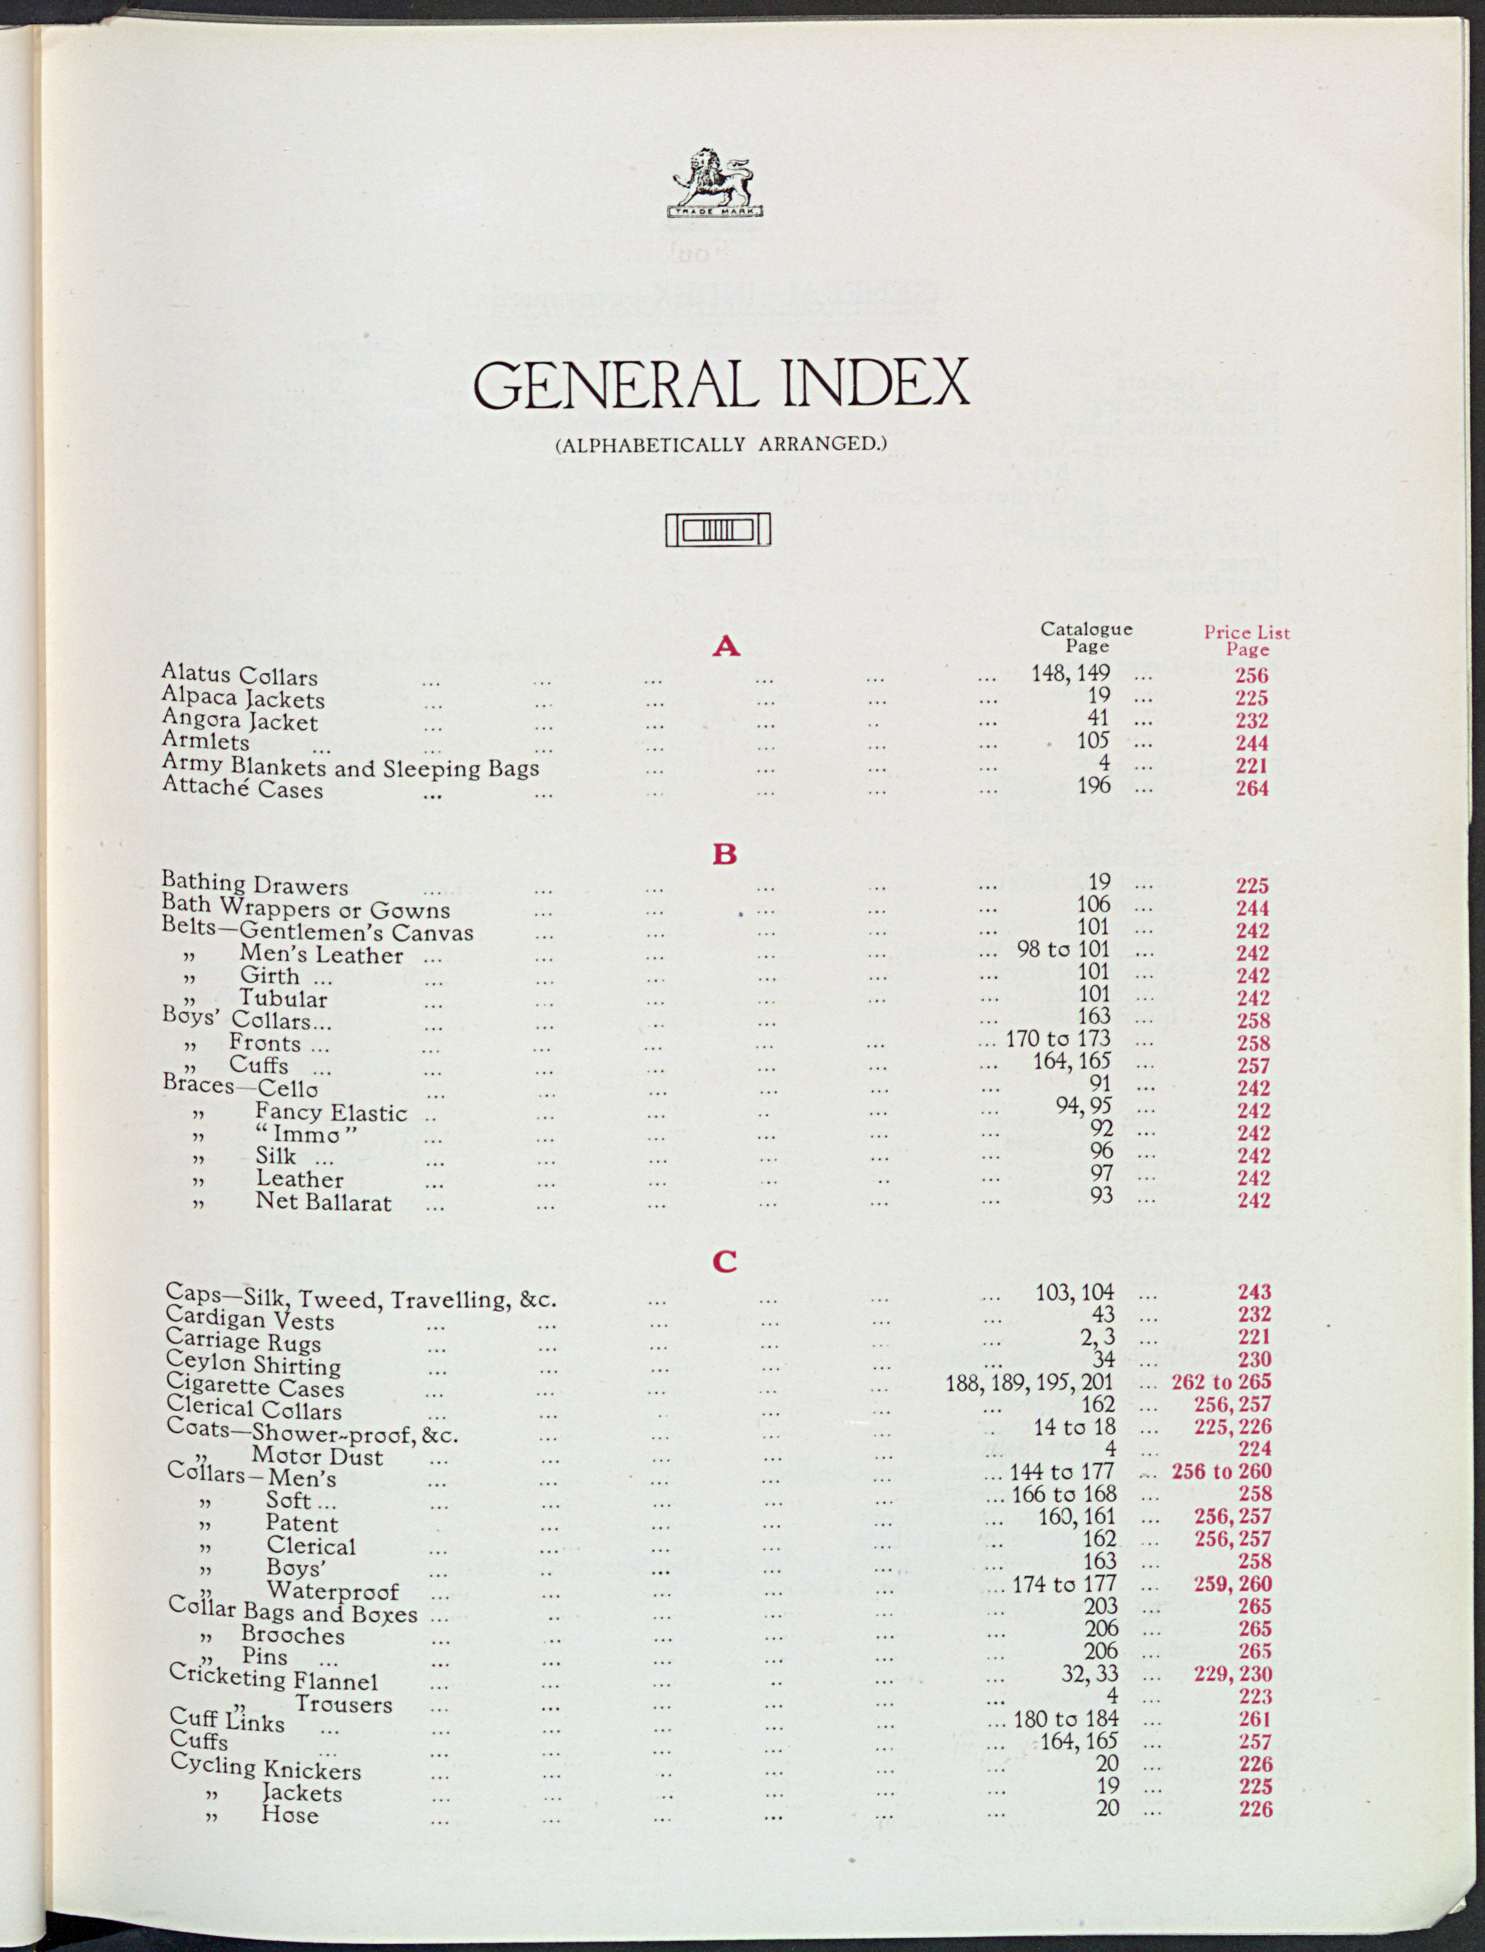 TRADE MARK.
GENERAL INDEX
(ALPHABETICALLY ARRANGED.)
A
Catalogue Page Price List Page
Alatus Collars ... ... ... ... ... ... 148, 149 ... 256
Alpaca Jackets ... ... ... ... ... ... 19 ... 225
Angora Jacket ... ... ... ... .. ... 41 ... 232
Armlets ... ... ... ... ... ... ... 105 ... 244
Army Blankets and Sleeping Bags ... ... ... ... 4 ... 221
Attaché Cases ... ... ... ... ... ... 196 ... 264
B
Bathing Drawers ... ... ... ... ... ... 19 ... 225
Bath Wrappers or Gowns ... ... ... ... ... 106 ... 244
Belts—Gentlemen's Canvas ... ... ... ... ... 101 ... 242
„ Men's Leather ... ... ... ... ... ... 98 to 101 ... 242
„ Girth ... ... ... ... ... ... ... 101 ... 242
„ Tubular ... ... ... ... ... ... 101 ... 242
Boys' Collars... ... ... .. ... ... 163 ... 258
„ Fronts ... ... ... ... ... ... ... 170 to 173 ... 258
„ Cuffs ... ... ... ... ... ... ... 164, 165 ... 257
Braces—Cello ... ... ... ... ... ... 91 ... 242
„ Fancy Elastic .. ... ... .. ... ... 94, 95 ... 242
„ “Immo” ... ... ... ... ... ... 92 ... 242
„ Silk ... ... ... ... ... ... ... 96 ... 242
„ Leather ... ... ... ... .. ... 97 ... 242
„ Net Ballarat ... ... ... ... ... ... 93 ... 242
C
Caps—Silk, Tweed, Travelling, &c. ... ... ... ... 103, 104 ... 243
Cardigan Vests ... ... ... ... ... ... 43 ... 232
Carriage Rugs ... ... ... ... ... ... 2, 3 ... 221
Ceylon Shirting ... ... ... ... ... ... 34 ... 230
Cigarette Cases ... ... ... ... ... 188, 189, 195, 201 ... 262 to 265
Clerical Collars ... ... .. ... ... ... 162 ... 256, 257
Coats—Shower-proof, &c. ... ... ... ... .. 14 to 18 ... 225, 226
„ Motor Dust ... ... ... ... ... ... 4 ... 224
Collars—Men's ... ... ... ... ... ... 144 to 177 ... 256 to 260
„ Soft ... ... ... ... ... ... ... 166 to 168 ... 258
„ Patent ... ... ... ... ... 160, 161 ... 256, 257
„ Clerical ... ... ... ... ... .. 162 ... 256, 257
„ Boys' ... .. ... ... ... ... 163 ... 258
„ Waterproof ... ... ... ... ... ... 174 to 177 ... 259, 260
Collar Bags and Boxes ... .. ... ... ... ... 203 ... 265
„ Brooches ... .. ... ... ... ... 206 ... 265
„ Pins ... ... ... ... ... ... ... 206 ... 265
Cricketing Flannel ... ... ... .. ... ... 32, 33 ... 229, 230
„ Trousers ... ... ... ... ... ... 4 ... 223
Cuff Links ... ... ... ... ... ... ... 180 to 184 ... 261
Cuffs ... ... ... ... ... ... ... 164, 165 ... 257
Cycling Knickers ... ... .. ... ... ... 20 ... 226
„ Jackets ... ... .. ... ... ... 19 ... 225
„ Hose ... ... ... ... ... ... 20 ... 226